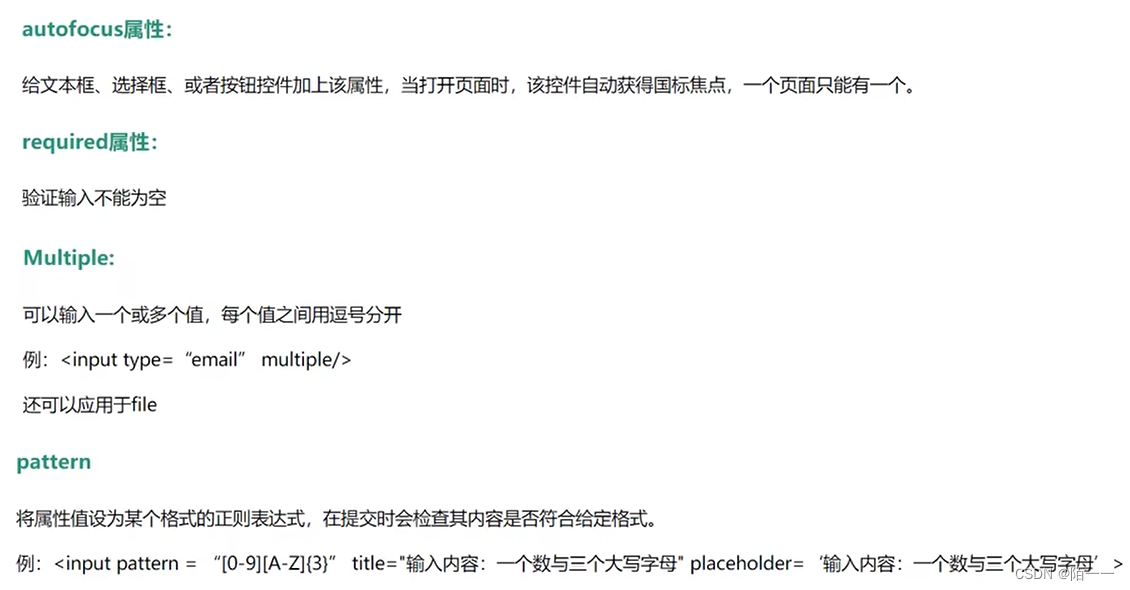 autofocus属性：
给文本框、选择框、或者按钮控件加上该属性，当打开页面时，该控件自动获得国标焦点，一个页面只能有一个。
required属性：
验证输入不能为空
Multiple:
可以输入一个或多个值，每个值之间用逗号分开
例：<input type=“email” multiple/>
还可以应用于file
pattern
将属性值设为某个格式的正则表达式，在提交时会检查其内容是否符合给定格式。
例：<input pattern = “[0-9][A-Z]{3}” title="输入内容：一个数与三个大写字母" placeholder=‘输入内容：一个数与三个大写字母’>
CSDN @陌一一